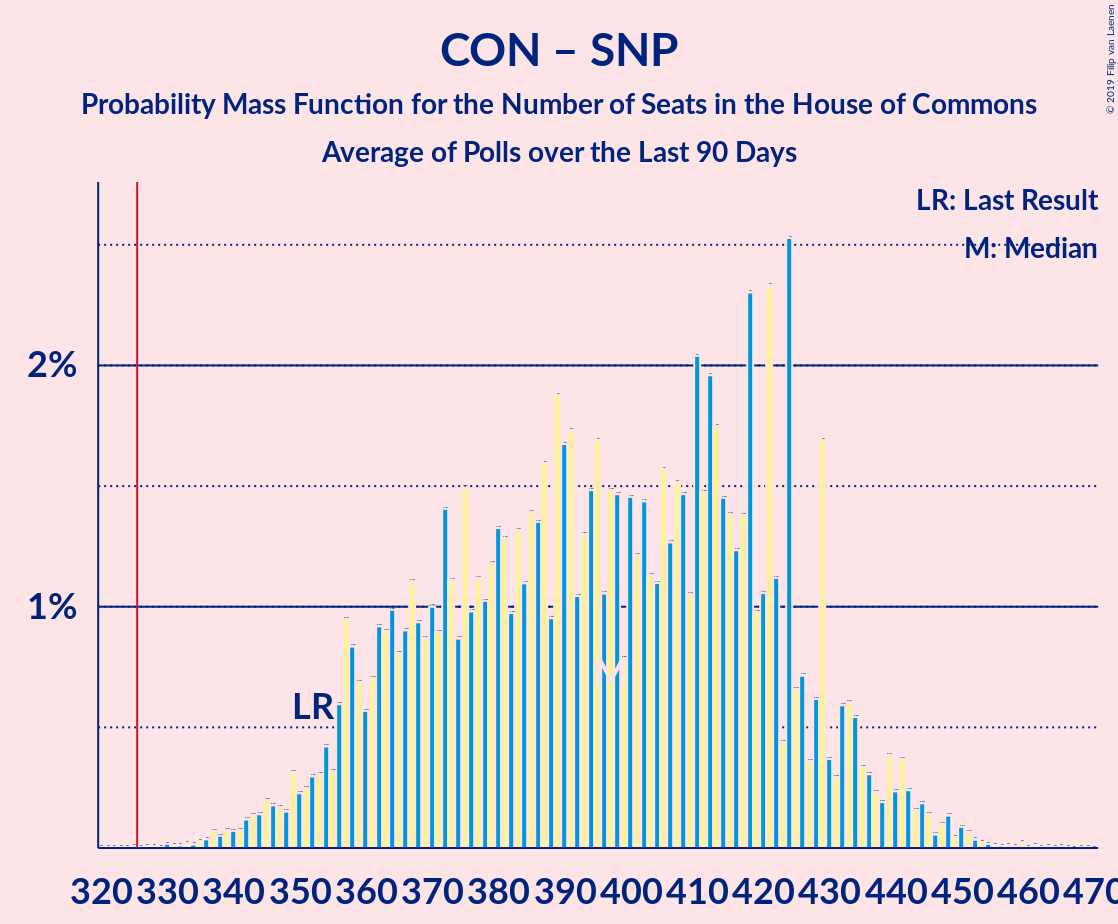 CON – SNP
Probability Mass Function for the Number of Seats in the House of Commons
Average of Polls over the Last 90 Days
© 2019 Filip van Laenen
LR: Last Result
M: Median
2%
1%
LR
M
320 330 340 350 360 370 380 390 400 410 420 430 440 450 460 470